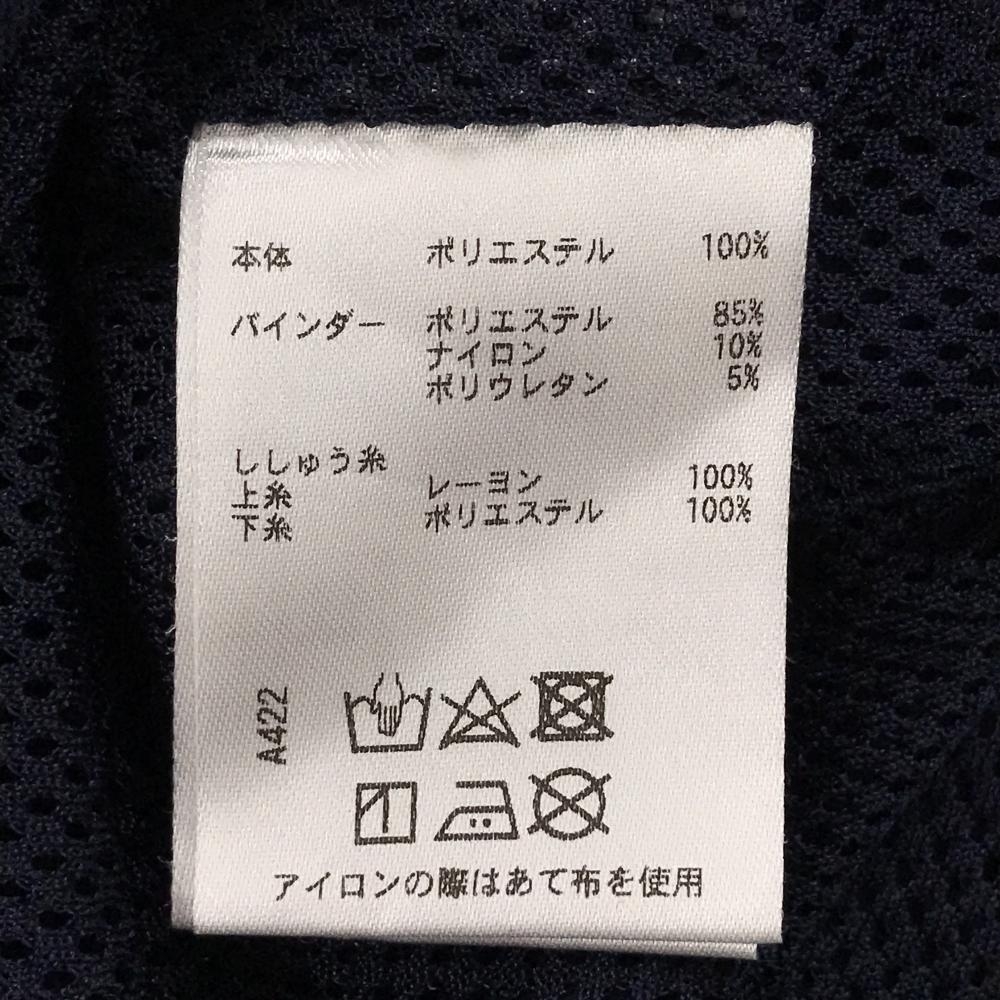 本体 ポリエステル 100%
バインダー ポリエステル 85%
ナイロン 10%
ポリウレタン 5%
ししゅう糸
上糸 レーヨン 100%
下糸 ポリエステル 100%
A422
アイロンの際はあて布を使用